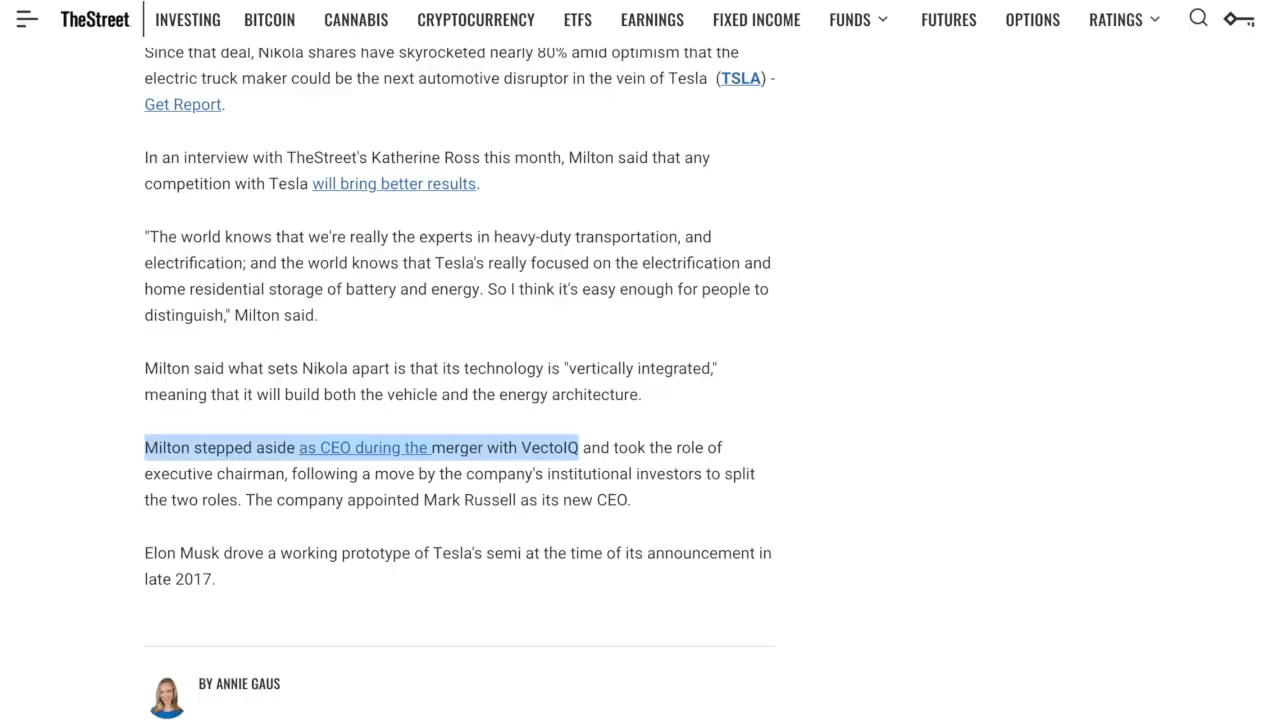 TheStreet INVESTING BITCOIN CANNABIS CRYPTOCURRENCY ETFS EARNINGS FIXED INCOME FUNDS FUTURES OPTIONS RATINGS
Since that deal, Nikola shares have skyrocketed nearly 80% amid optimism that the
electric truck maker could be the next automotive disruptor in the vein of Tesla (TSLA) -
Get Report.
In an interview with TheStreet's Katherine Ross this month, Milton said that any
competition with Tesla will bring better results.
"The world knows that we're really the experts in heavy-duty transportation, and
electrification; and the world knows that Tesla's really focused on the electrification and
home residential storage of battery and energy. So I think it's easy enough for people to
distinguish," Milton said.
Milton said what sets Nikola apart is that its technology is "vertically integrated,"
meaning that it will build both the vehicle and the energy architecture.
Milton stepped aside as CEO during the merger with VectoIQ and took the role of
executive chairman, following a move by the company's institutional investors to split
the two roles. The company appointed Mark Russell as its new CEO.
Elon Musk drove a working prototype of Tesla's semi at the time of its announcement in
late 2017.
BY ANNIE GAUS